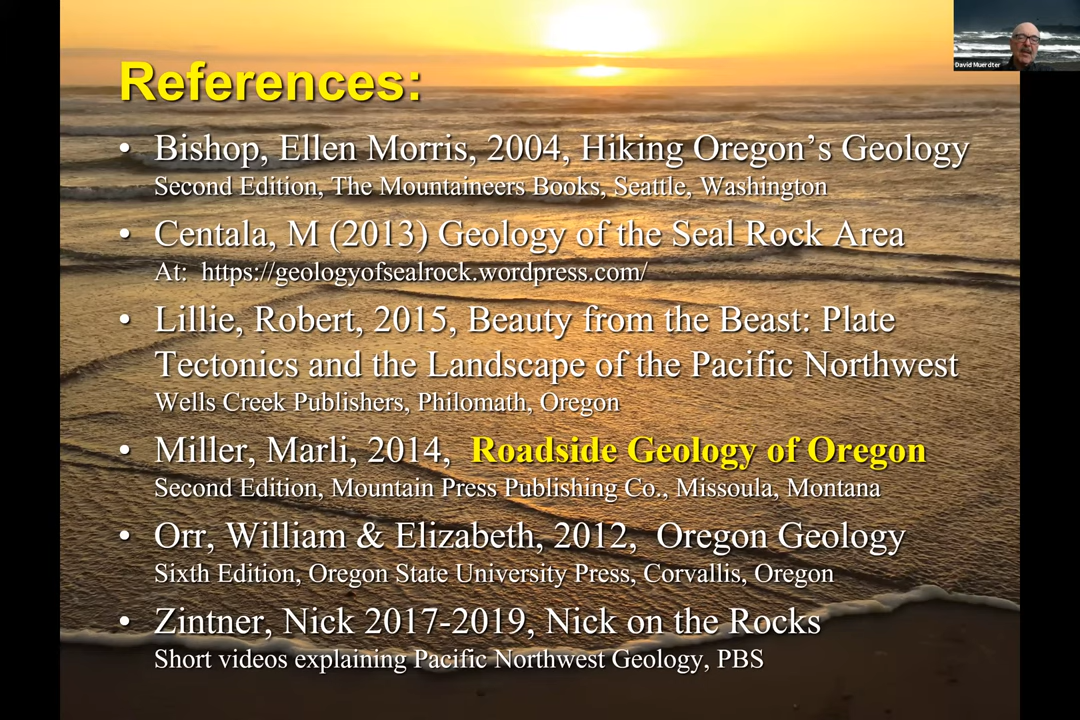 References:
David Muerdter
• Bishop, Ellen Morris, 2004, Hiking Oregon’s Geology
Second Edition, The Mountaineers Books, Seattle, Washington
• Centala, M (2013) Geology of the Seal Rock Area
At: https://geologyofsealrock.wordpress.com/
• Lillie, Robert, 2015, Beauty from the Beast: Plate
Tectonics and the Landscape of the Pacific Northwest
Wells Creek Publishers, Philomath, Oregon
• Miller, Marli, 2014, Roadside Geology of Oregon
Second Edition, Mountain Press Publishing Co., Missoula, Montana
• Orr, William & Elizabeth, 2012, Oregon Geology
Sixth Edition, Oregon State University Press, Corvallis, Oregon
• Zintner, Nick 2017-2019, Nick on the Rocks
Short videos explaining Pacific Northwest Geology, PBS